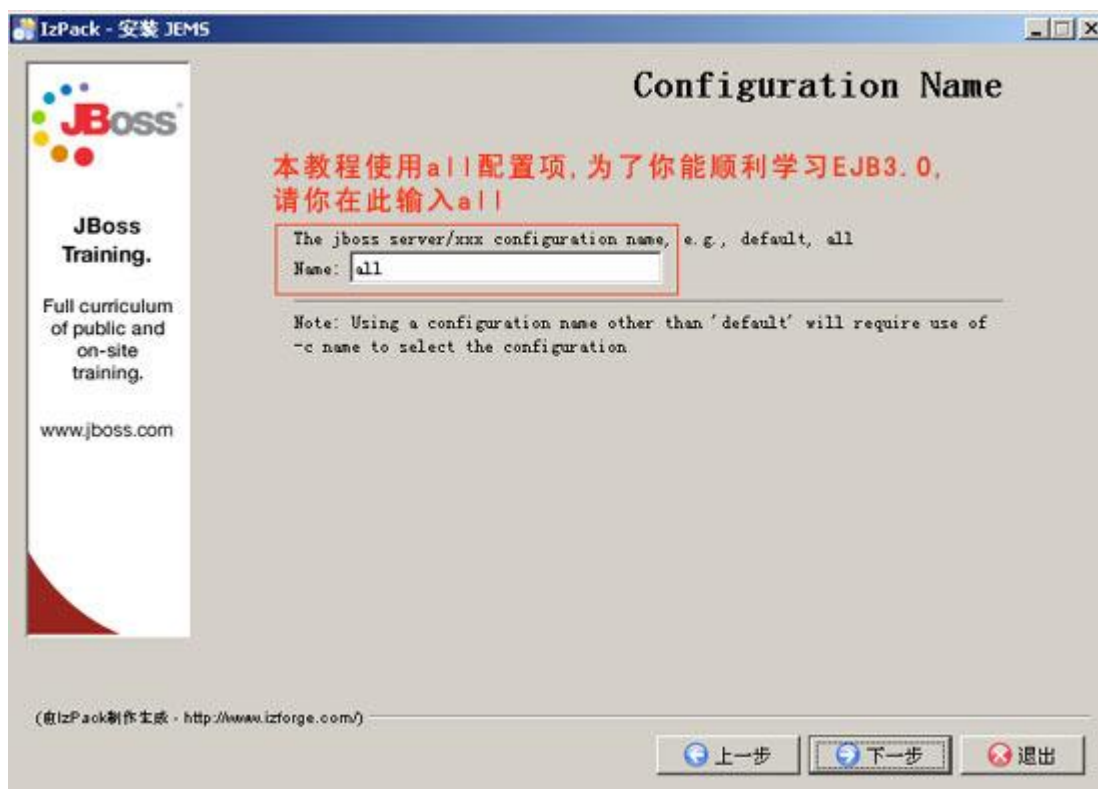 IzPack - 安装 JEMS
Configuration Name
JBoss
本教程使用all配置项,为了你能顺利学习EJB3.0,
请你在此输入all
The jboss server/xxx configuration name, e.g., default, all
Name: all
Note: Using a configuration name other than 'default' will require use of
-c name to select the configuration
JBoss
Training.
Full curriculum
of public and
on-site
training.
www.jboss.com
(由IzPack制作生成 - http://www.izforge.com/)
上一步
下一步
退出